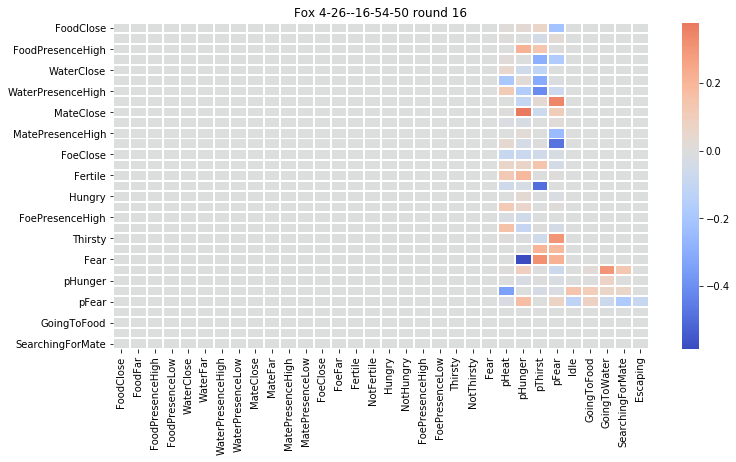 Fox 4-26--16-54-50 round 16
FoodClose
FoodPresenceHigh
WaterClose
WaterPresenceHigh
MateClose
MatePresenceHigh
FoeClose
Fertile
Hungry
FoePresenceHigh
Thirsty
Fear
pHunger
pFear
GoingToFood
SearchingForMate
FoodClose
FoodFar
FoodPresenceHigh
FoodPresenceLow
WaterClose
WaterFar
WaterPresenceHigh
WaterPresenceLow
MateClose
MateFar
MatePresenceHigh
MatePresenceLow
FoeClose
FoeFar
Fertile
NotFertile
Hungry
NotHungry
FoePresenceHigh
FoePresenceLow
Thirsty
NotThirsty
Fear
pHeat
pHunger
pThirst
pFear
Idle
GoingToFood
GoingToWater
SearchingForMate
Escaping
0.2
0.0
−0.2
−0.4